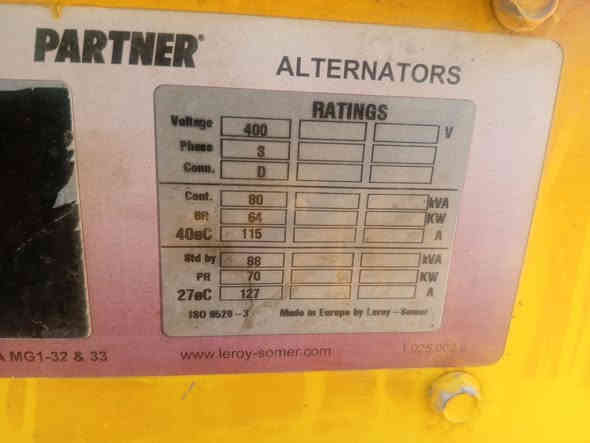 PARTNER®
ALTERNATORS
RATINGS
Voltage 400 V
Phase 3
Conn. D
Cont. 80 kVA
BR 64 KW
40øC 115 A
Std by 88 kVA
PR 70 KW
27øC 127 A
ISO 8528-3 Made in Europe by Leroy-Somer
A MG1-32 & 33 www.leroy-somer.com